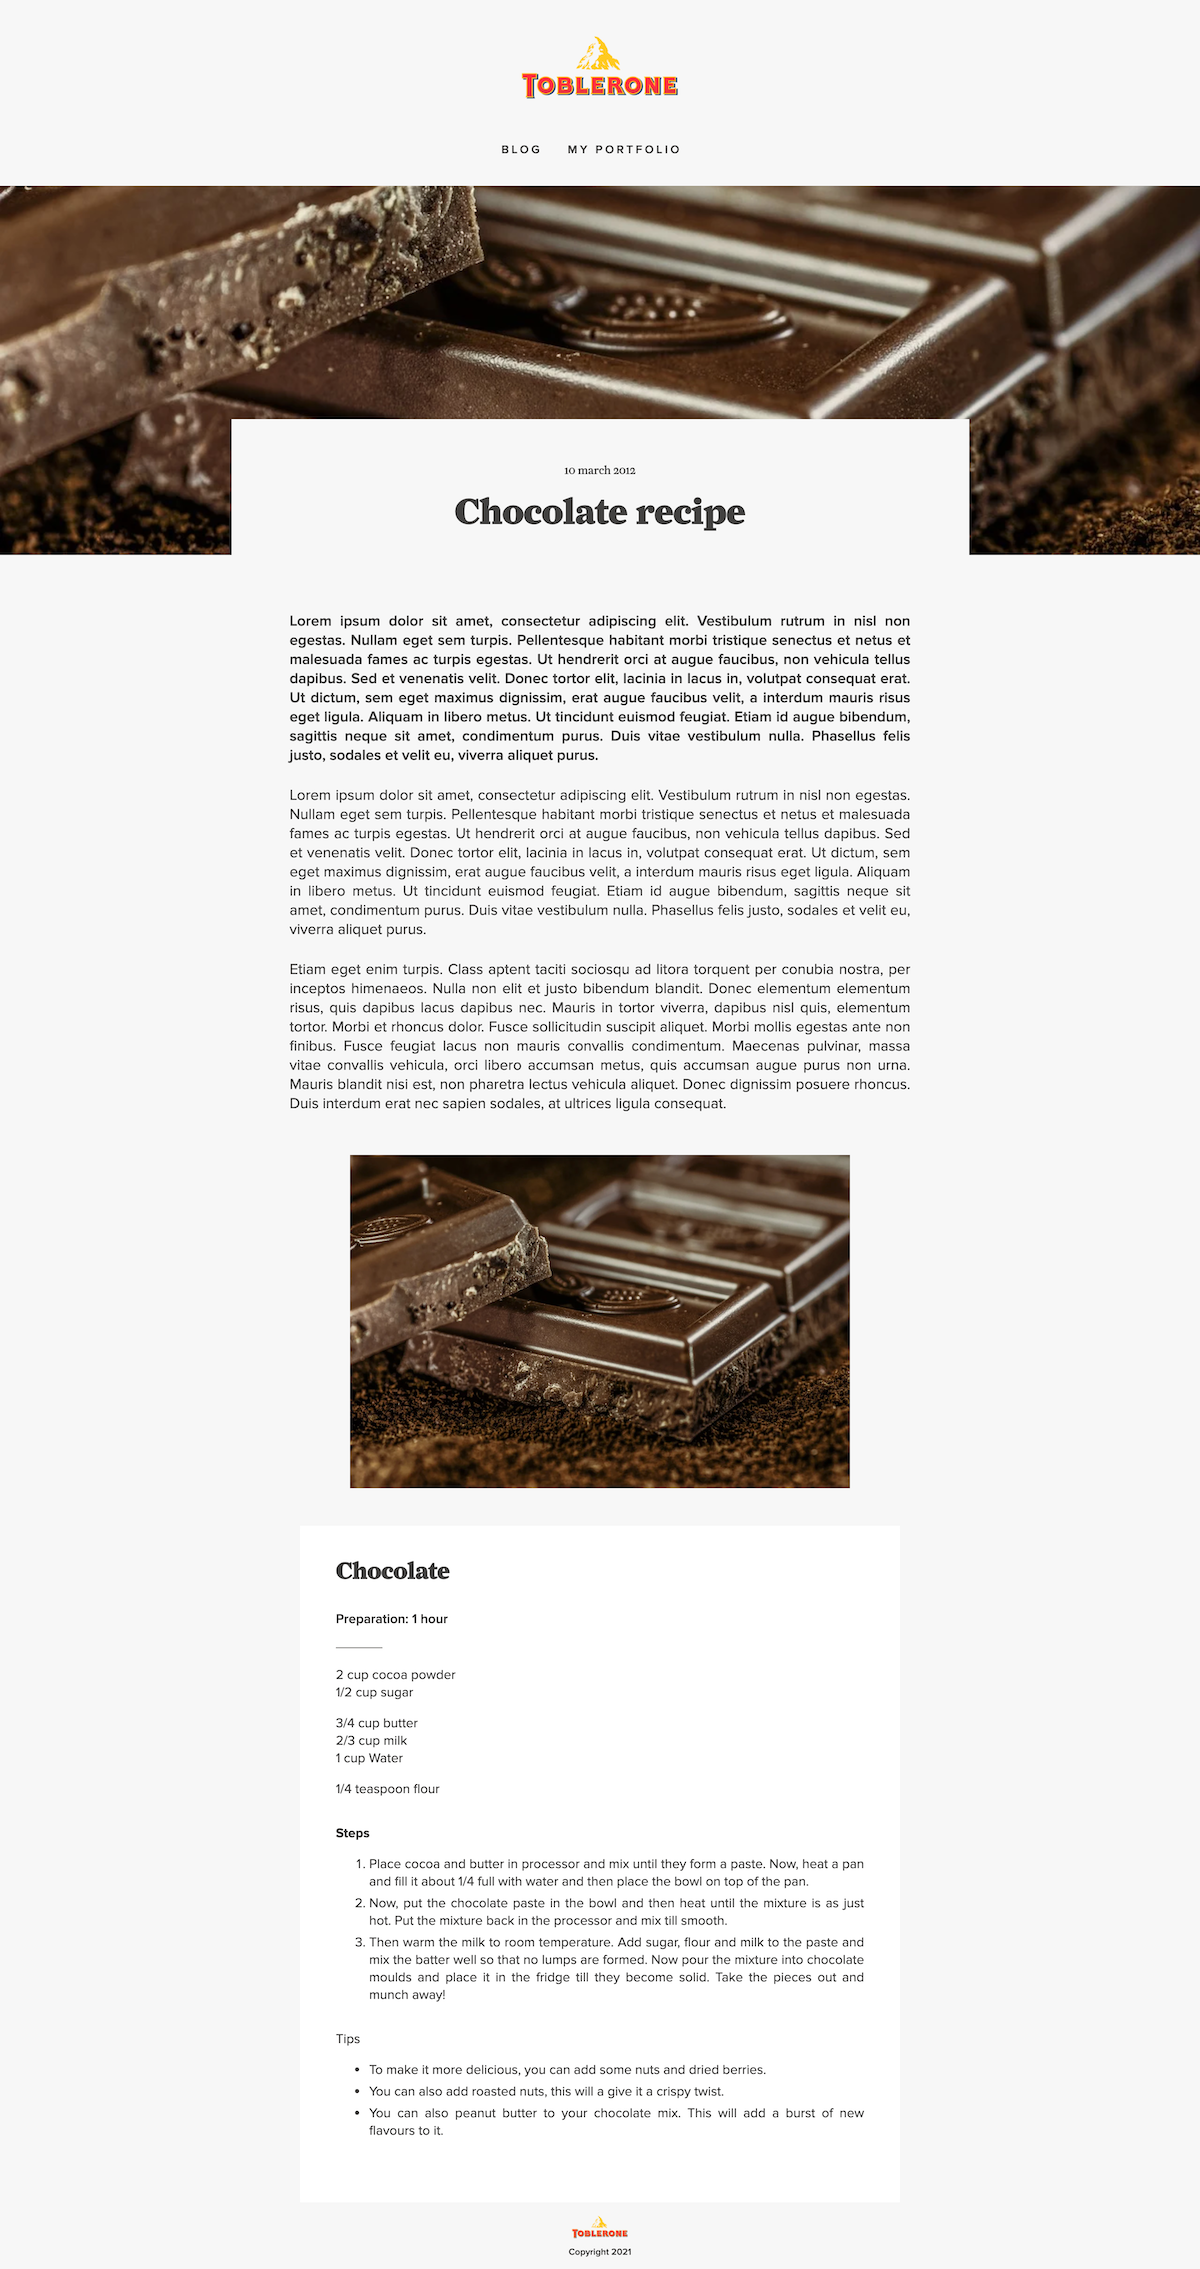 TOBLERONE
BLOG MY PORTFOLIO
10 march 2012
Chocolate recipe
Lorem ipsum dolor sit amet, consectetur adipiscing elit. Vestibulum rutrum in nisl non
egestas. Nullam eget sem turpis. Pellentesque habitant morbi tristique senectus et netus et
malesuada fames ac turpis egestas. Ut hendrerit orci at augue faucibus, non vehicula tellus
dapibus. Sed et venenatis velit. Donec tortor elit, lacinia in lacus in, volutpat consequat erat.
Ut dictum, sem eget maximus dignissim, erat augue faucibus velit, a interdum mauris risus
eget ligula. Aliquam in libero metus. Ut tincidunt euismod feugiat. Etiam id augue bibendum,
sagittis neque sit amet, condimentum purus. Duis vitae vestibulum nulla. Phasellus felis
justo, sodales et velit eu, viverra aliquet purus.
Lorem ipsum dolor sit amet, consectetur adipiscing elit. Vestibulum rutrum in nisl non egestas.
Nullam eget sem turpis. Pellentesque habitant morbi tristique senectus et netus et malesuada
fames ac turpis egestas. Ut hendrerit orci at augue faucibus, non vehicula tellus dapibus. Sed
et venenatis velit. Donec tortor elit, lacinia in lacus in, volutpat consequat erat. Ut dictum, sem
eget maximus dignissim, erat augue faucibus velit, a interdum mauris risus eget ligula. Aliquam
in libero metus. Ut tincidunt euismod feugiat. Etiam id augue bibendum, sagittis neque sit
amet, condimentum purus. Duis vitae vestibulum nulla. Phasellus felis justo, sodales et velit eu,
viverra aliquet purus.
Etiam eget enim turpis. Class aptent taciti sociosqu ad litora torquent per conubia nostra, per
inceptos himenaeos. Nulla non elit et justo bibendum blandit. Donec elementum elementum
risus, quis dapibus lacus dapibus nec. Mauris in tortor viverra, dapibus nisl quis, elementum
tortor. Morbi et rhoncus dolor. Fusce sollicitudin suscipit aliquet. Morbi mollis egestas ante non
finibus. Fusce feugiat lacus non mauris convallis condimentum. Maecenas pulvinar, massa
vitae convallis vehicula, orci libero accumsan metus, quis accumsan augue purus non urna.
Mauris blandit nisi est, non pharetra lectus vehicula aliquet. Donec dignissim posuere rhoncus.
Duis interdum erat nec sapien sodales, at ultrices ligula consequat.
Chocolate
Preparation: 1 hour
2 cup cocoa powder
1/2 cup sugar
3/4 cup butter
2/3 cup milk
1 cup Water
1/4 teaspoon flour
Steps
1. Place cocoa and butter in processor and mix until they form a paste. Now, heat a pan
and fill it about 1/4 full with water and then place the bowl on top of the pan.
2. Now, put the chocolate paste in the bowl and then heat until the mixture is as just
hot. Put the mixture back in the processor and mix till smooth.
3. Then warm the milk to room temperature. Add sugar, flour and milk to the paste and
mix the batter well so that no lumps are formed. Now pour the mixture into chocolate
moulds and place it in the fridge till they become solid. Take the pieces out and
munch away!
Tips
• To make it more delicious, you can add some nuts and dried berries.
• You can also add roasted nuts, this will a give it a crispy twist.
• You can also peanut butter to your chocolate mix. This will add a burst of new
flavours to it.
TOBLERONE
Copyright 2021